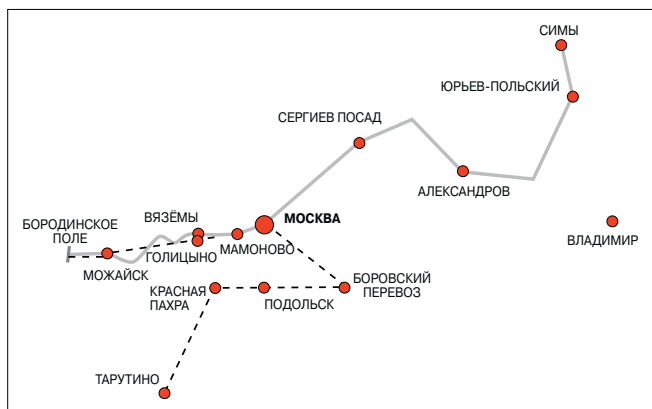 СИМЫ
ЮРЬЕВ-ПОЛЬСКИЙ
СЕРГИЕВ ПОСАД
АЛЕКСАНДРОВ
БОРОДИНСКОЕ
ПОЛЕ
ВЯЗЁМЫ
МОСКВА
ВЛАДИМИР
ГОЛИЦЫНО
МАМОНОВО
МОЖАЙСК
КРАСНАЯ
ПАХРА
ПОДОЛЬСК
БОРОВСКИЙ
ПЕРЕВОЗ
ТАРУТИНО